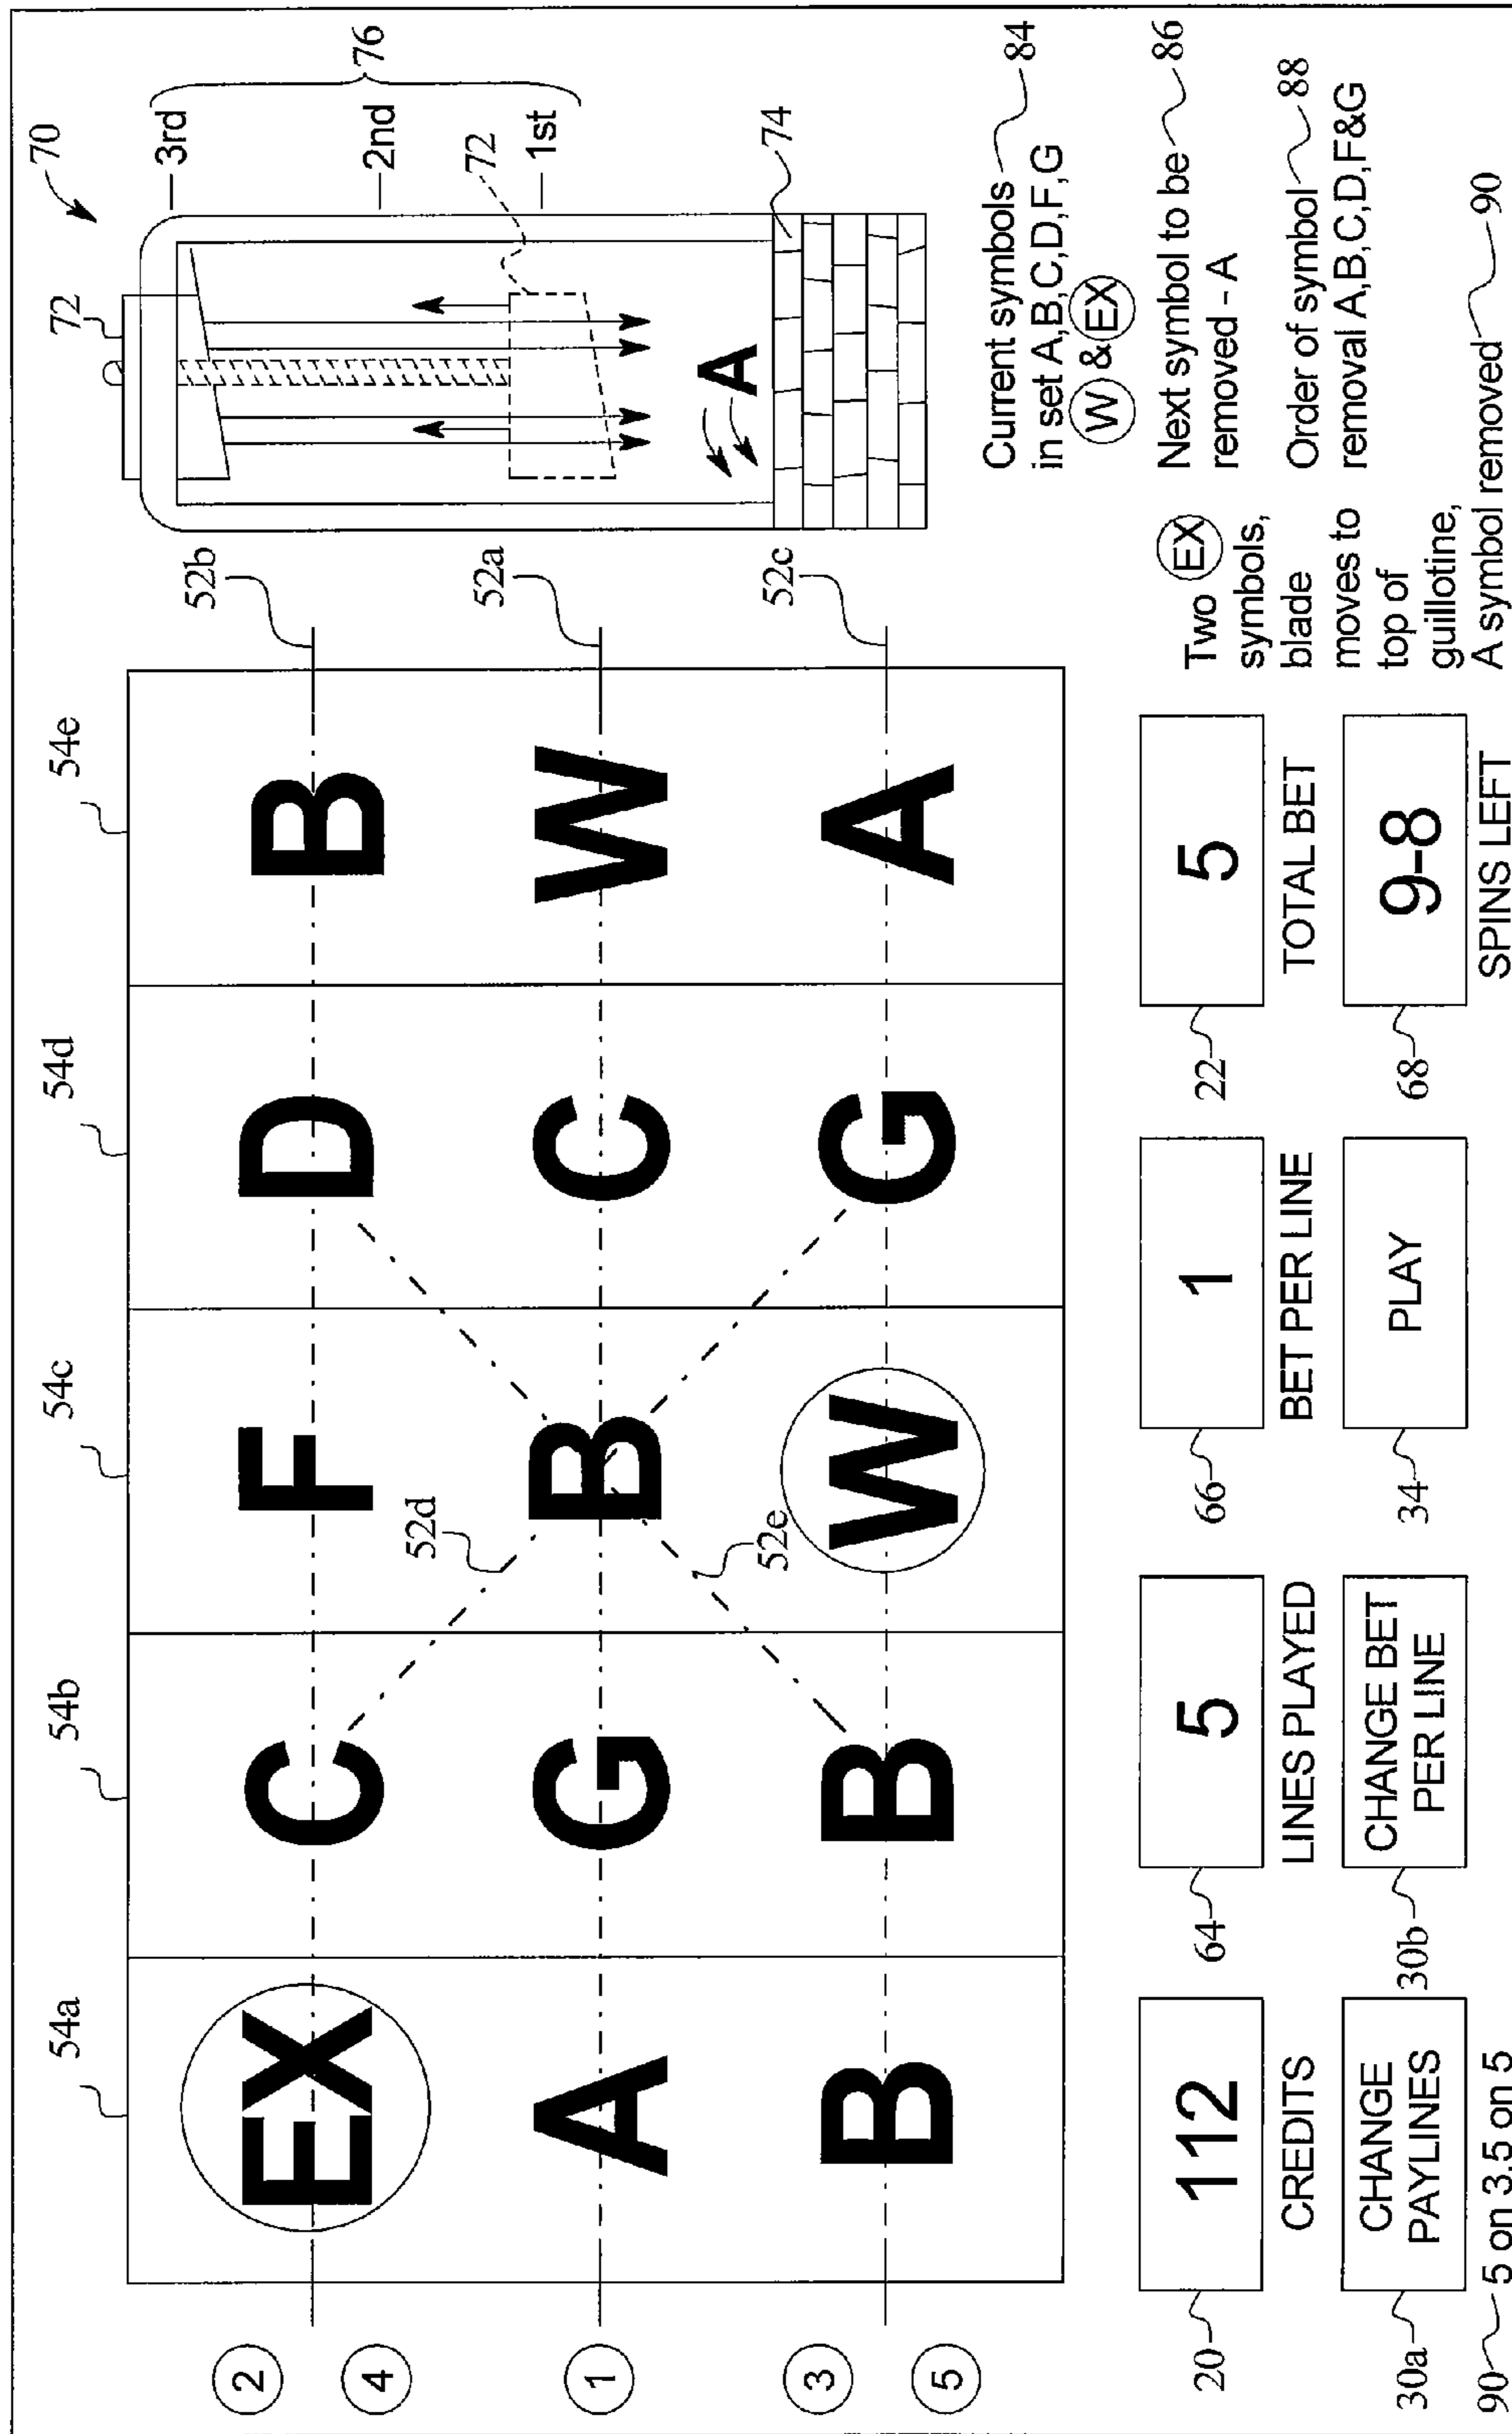 54a
54b
54c
54d
54e
70
2
4
1
3
5
EX
C
F
D
B
A
G
B
C
W
B
B
W
G
A
52d
52e
52b
52a
52c
72
3rd
2nd
72
1st
76
A
74
Current symbols 84
in set A,B,C,D,F,G
W & EX
Next symbol to be 86
removed - A
Order of symbol 88
removal A,B,C,D,F&G
Two EX
symbols,
blade
moves to
top of
guillotine,
A symbol removed 90
20
112
CREDITS
64
5
LINES PLAYED
66
1
BET PER LINE
22
5
TOTAL BET
30a
CHANGE
PAYLINES
30b
CHANGE BET
PER LINE
34
PLAY
68
9-8
SPINS LEFT
90 5 on 3,5 on 5